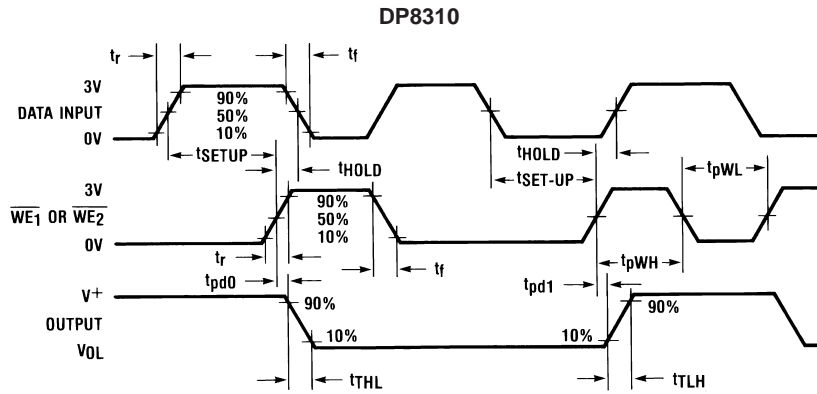 DP8310
tr
tf
3V
DATA INPUT
0V
90%
50%
10%
tSETUP
tHOLD
tHOLD
tSET-UP
tpWL
3V
WE1 OR WE2
0V
90%
50%
10%
tr
tf
tpWH
tpd0
tpd1
V+
OUTPUT
VOL
90%
10%
10%
90%
tTHL
tTLH